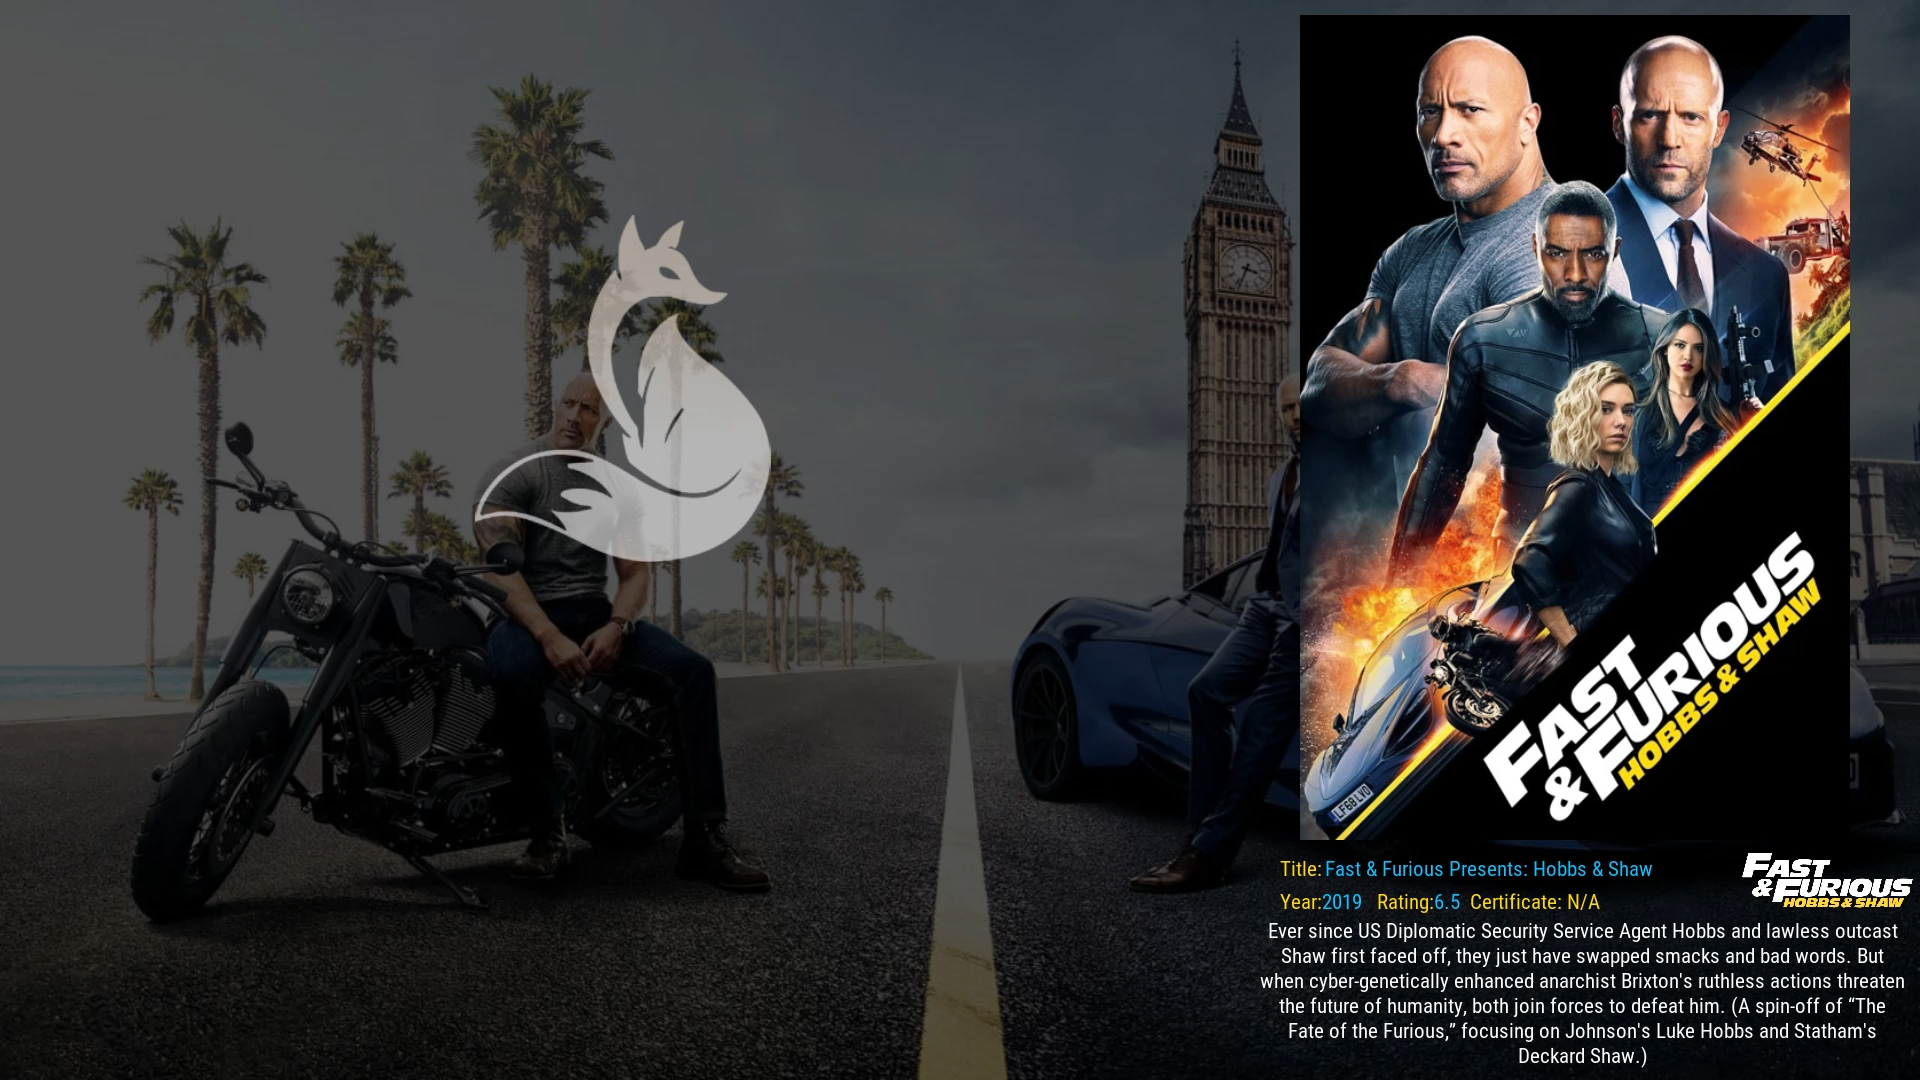 FAST
& FURIOUS
HOBBS & SHAW
LF68LYO
Title: Fast & Furious Presents: Hobbs & Shaw
Year:2019 Rating:6.5 Certificate: N/A
FAST
& FURIOUS
HOBBS & SHAW
Ever since US Diplomatic Security Service Agent Hobbs and lawless outcast
Shaw first faced off, they just have swapped smacks and bad words. But
when cyber-genetically enhanced anarchist Brixton's ruthless actions threaten
the future of humanity, both join forces to defeat him. (A spin-off of “The
Fate of the Furious,” focusing on Johnson's Luke Hobbs and Statham's
Deckard Shaw.)